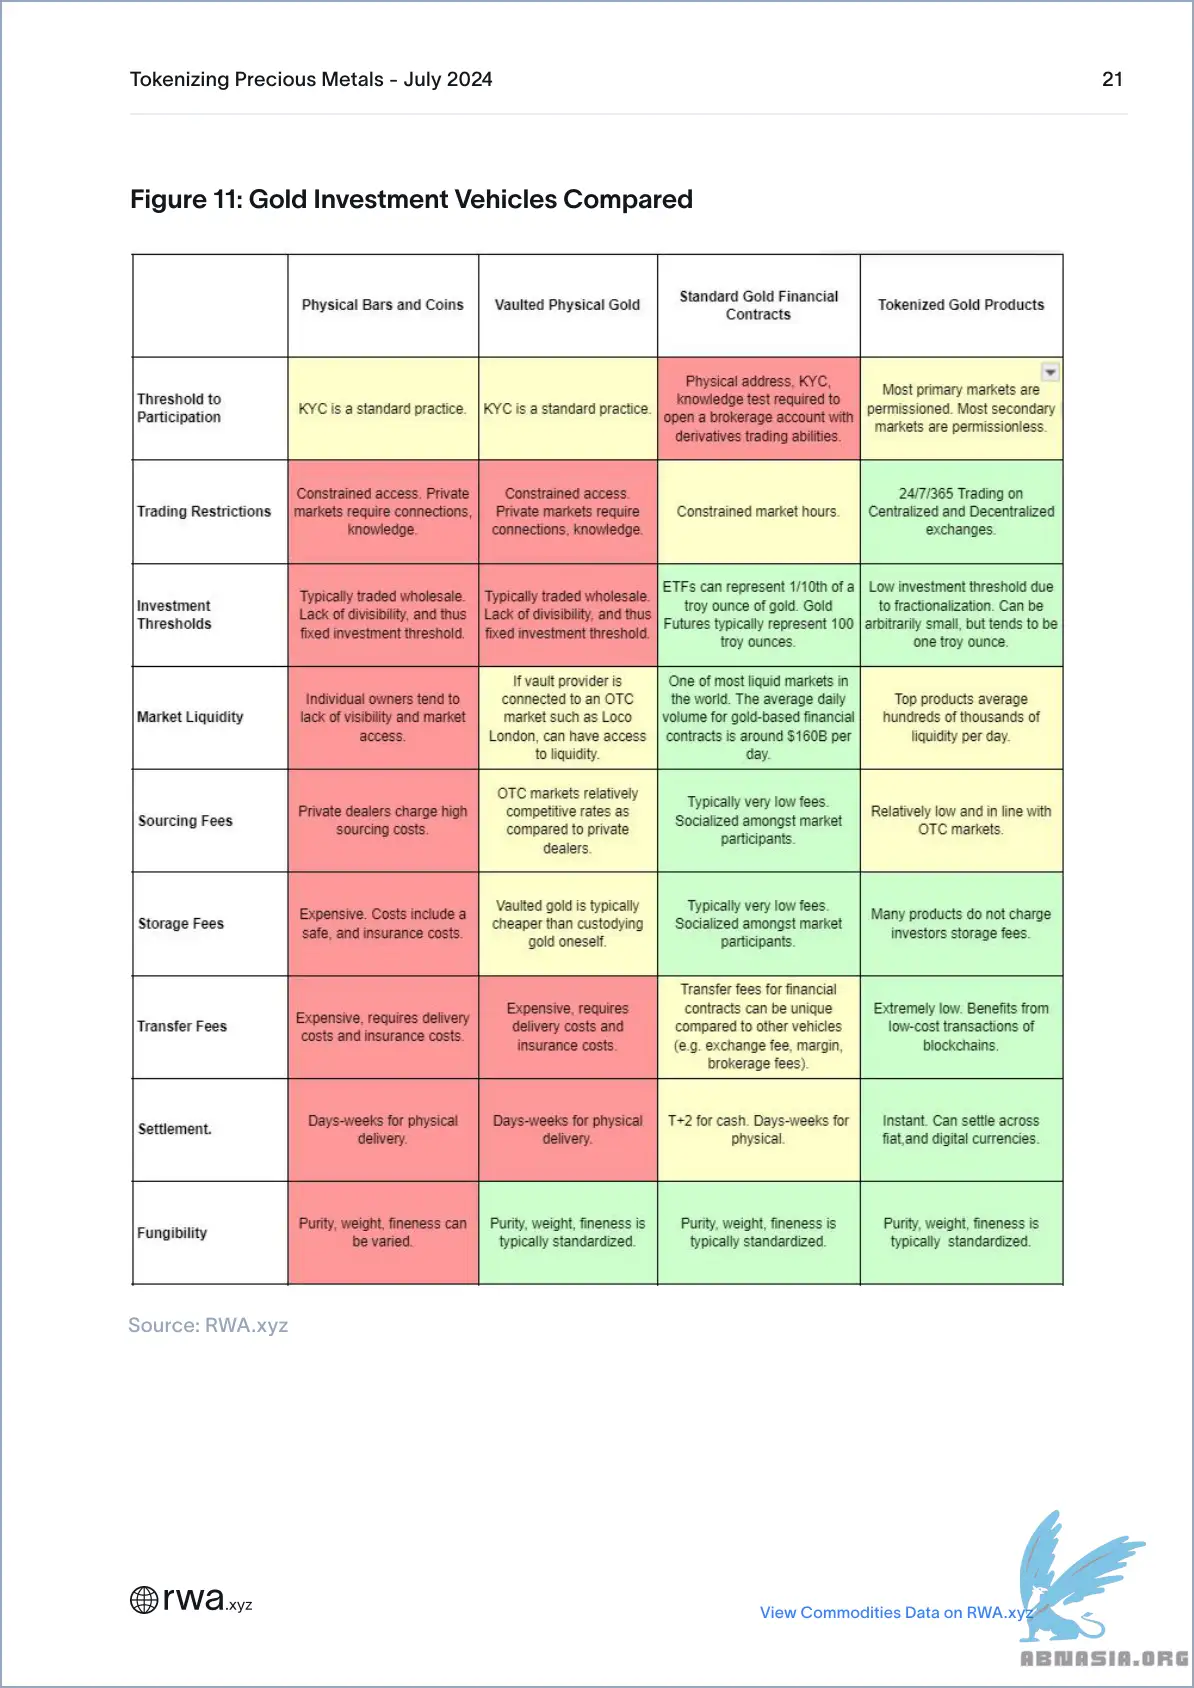 Tokenizing Precious Metals - July 2024
21
Figure 11: Gold Investment Vehicles Compared
Physical Bars and Coins
Vaulted Physical Gold
Standard Gold Financial
Contracts
Tokenized Gold Products
Threshold to
Participation
KYC is a standard practice.
KYC is a standard practice.
Physical address, KYC,
knowledge test required to
open a brokerage account with
derivatives trading abilities.
Most primary markets are
permissioned. Most secondary
markets are permissionless.
Trading Restrictions
Constrained access. Private
markets require connections,
knowledge.
Constrained access.
Private markets require
connections, knowledge.
Constrained market hours.
24/7/365 Trading on
Centralized and Decentralized
exchanges.
Investment
Thresholds
Typically traded wholesale.
Lack of divisibility, and thus
fixed investment threshold.
Typically traded wholesale.
Lack of divisibility, and thus
fixed investment threshold.
ETFs can represent 1/10th of a
troy ounce of gold. Gold
Futures typically represent 100
troy ounces.
Low investment threshold due
to fractionalization. Can be
arbitrarily small, but tends to be
one troy ounce.
Market Liquidity
Individual owners tend to
lack of visibility and market
access.
If vault provider is
connected to an OTC
market such as Loco
London, can have access
to liquidity.
One of most liquid markets in
the world. The average daily
volume for gold-based financial
contracts is around $160B per
day.
Top products average
hundreds of thousands of
liquidity per day.
Sourcing Fees
Private dealers charge high
sourcing costs.
OTC markets relatively
competitive rates as
compared to private
dealers.
Typically very low fees.
Socialized amongst market
participants.
Relatively low and in line with
OTC markets.
Storage Fees
Expensive. Costs include a
safe, and insurance costs.
Vaulted gold is typically
cheaper than custodying
gold oneself.
Typically very low fees.
Socialized amongst market
participants.
Many products do not charge
investors storage fees.
Transfer Fees
Expensive, requires delivery
costs and insurance costs.
Expensive, requires
delivery costs and
insurance costs.
Transfer fees for financial
contracts can be unique
compared to other vehicles
(e.g. exchange fee, margin,
brokerage fees).
Extremely low. Benefits from
low-cost transactions of
blockchains.
Settlement.
Days-weeks for physical
delivery.
Days-weeks for physical
delivery.
T+2 for cash. Days-weeks for
physical.
Instant. Can settle across
fiat,and digital currencies.
Fungibility
Purity, weight, fineness can
be varied.
Purity, weight, fineness is
typically standardized.
Purity, weight, fineness is
typically standardized.
Purity, weight, fineness is
typically  standardized.
Source: RWA.xyz
rwa.xyz
View Commodities Data on RWA.xyz
ABNASIA.ORG